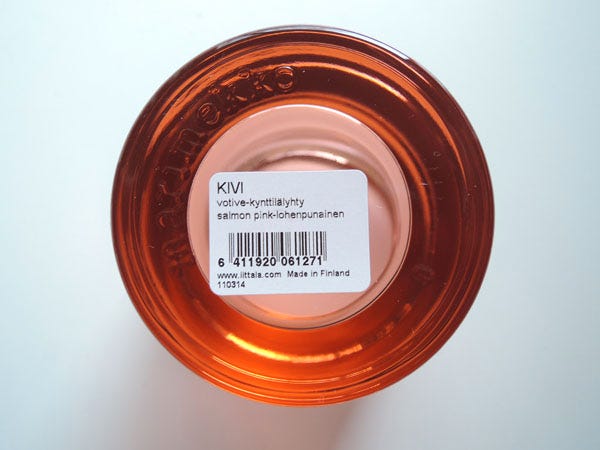 marimekko
KIVI
votive-kynttilälyhty
salmon pink-lohenpunainen
6 411920 061271
www.iittala.com Made in Finland
110314